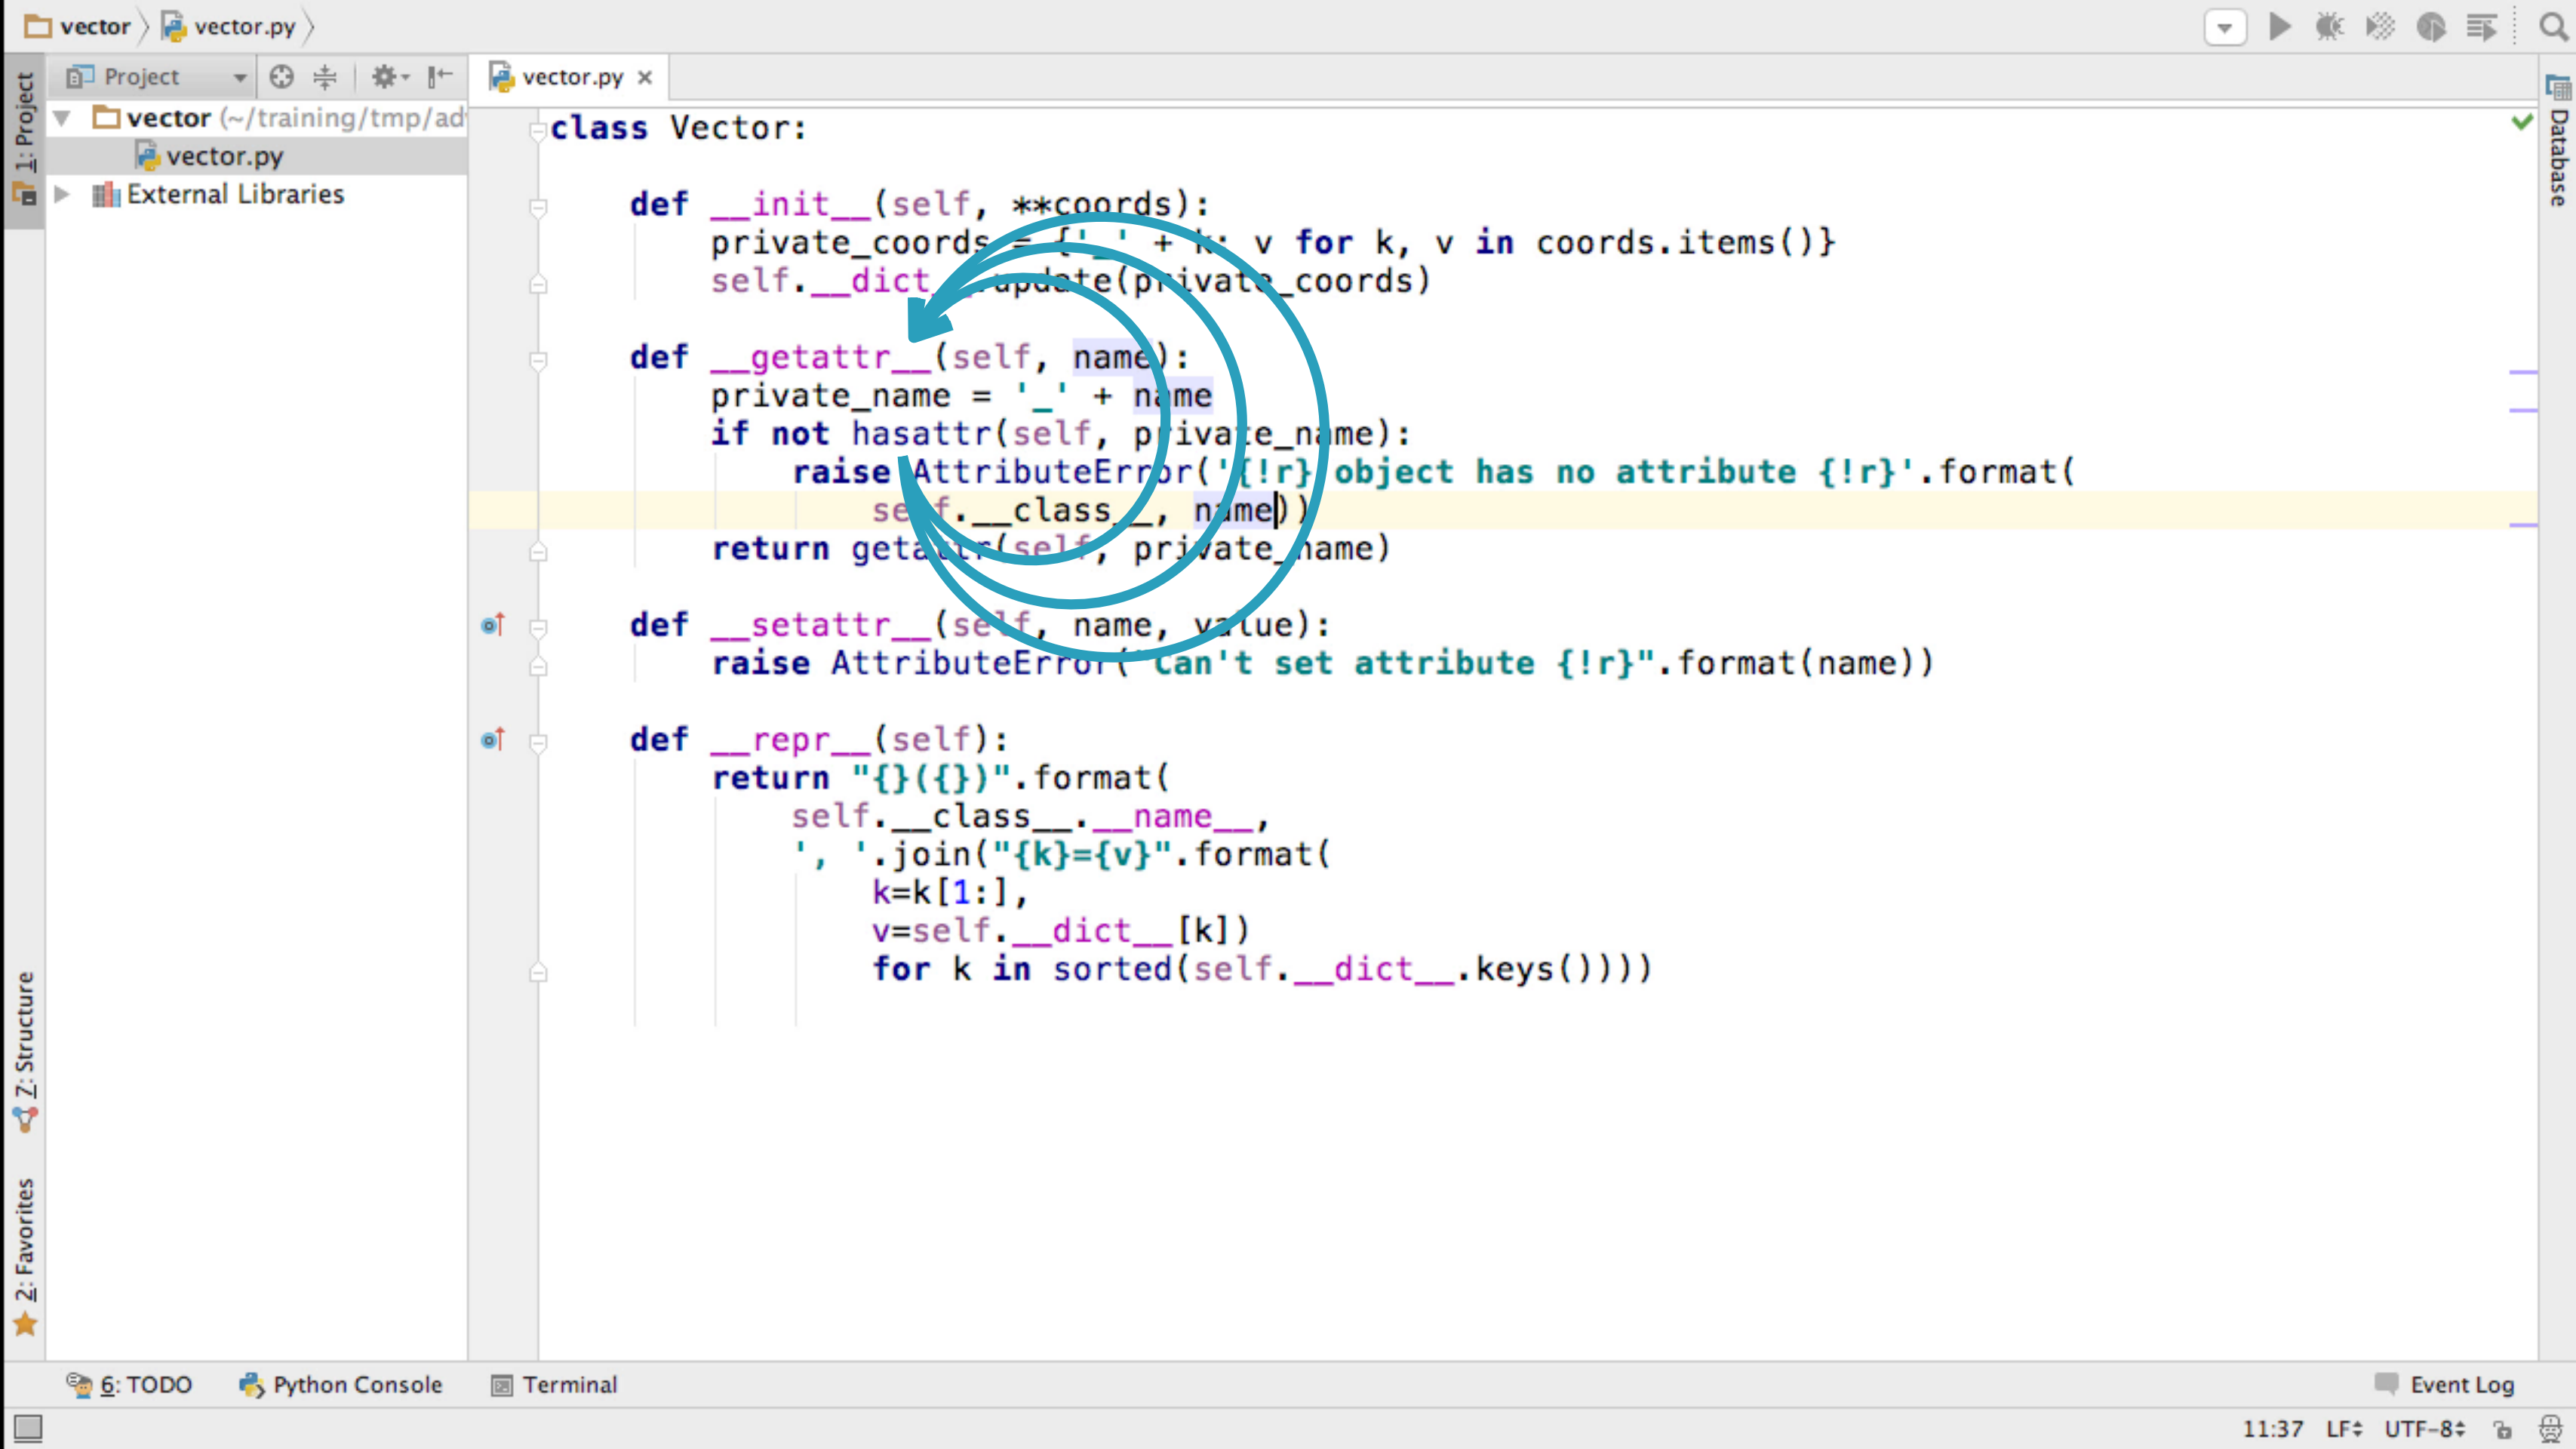 vector
vector.py
Project
vector.py
1: Project
vector (~/training/tmp/ad
vector.py
External Libraries
class Vector:
    def __init__(self, **coords):
        private_coords = {'_' + k: v for k, v in coords.items()}
        self.__dict__.update(private_coords)
    def __getattr__(self, name):
        private_name = '_' + name
        if not hasattr(self, private_name):
            raise AttributeError('{!r} object has no attribute {!r}'.format(
                self.__class__, name))
        return getattr(self, private_name)
    def __setattr__(self, name, value):
        raise AttributeError("Can't set attribute {!r}".format(name))
    def __repr__(self):
        return "{}({})".format(
            self.__class__.__name__,
            ', '.join("{k}={v}".format(
                k=k[1:],
                v=self.__dict__[k])
                for k in sorted(self.__dict__.keys())))
Database
7: Structure
2: Favorites
6: TODO
Python Console
Terminal
Event Log
11:37
LF
UTF-8